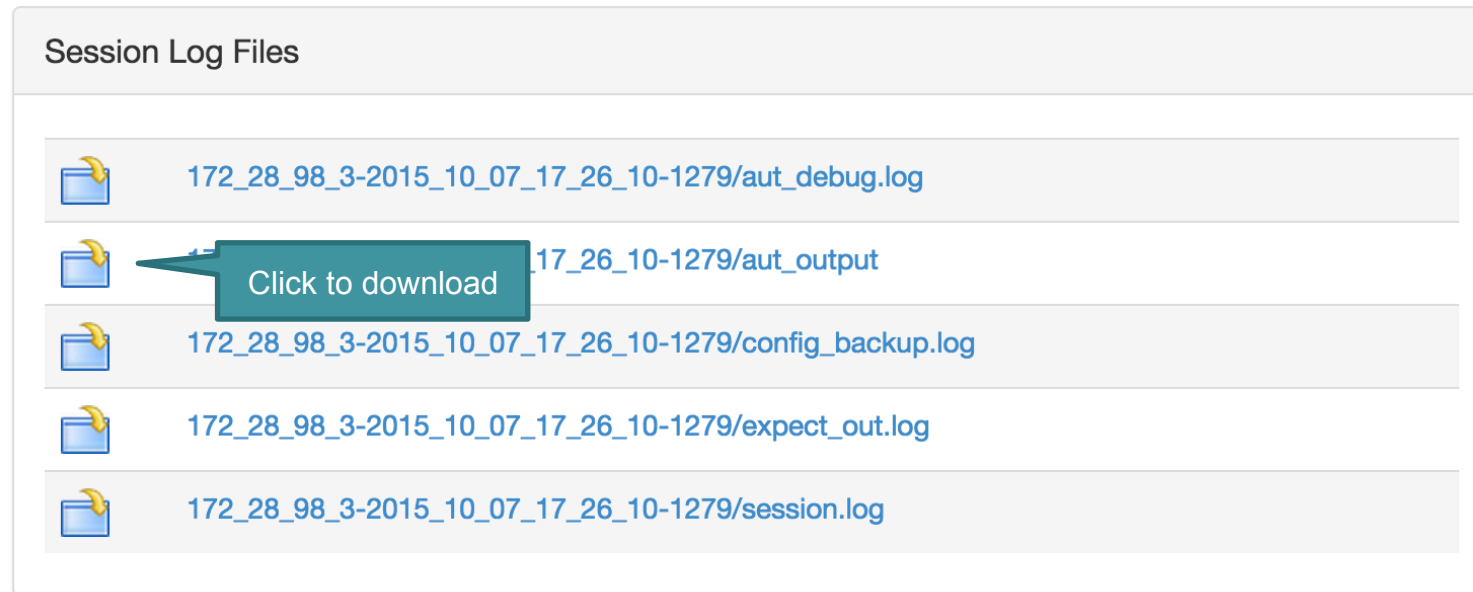 Session Log Files
172_28_98_3-2015_10_07_17_26_10-1279/aut_debug.log
_17_26_10-1279/aut_output
Click to download
172_28_98_3-2015_10_07_17_26_10-1279/config_backup.log
172_28_98_3-2015_10_07_17_26_10-1279/expect_out.log
172_28_98_3-2015_10_07_17_26_10-1279/session.log